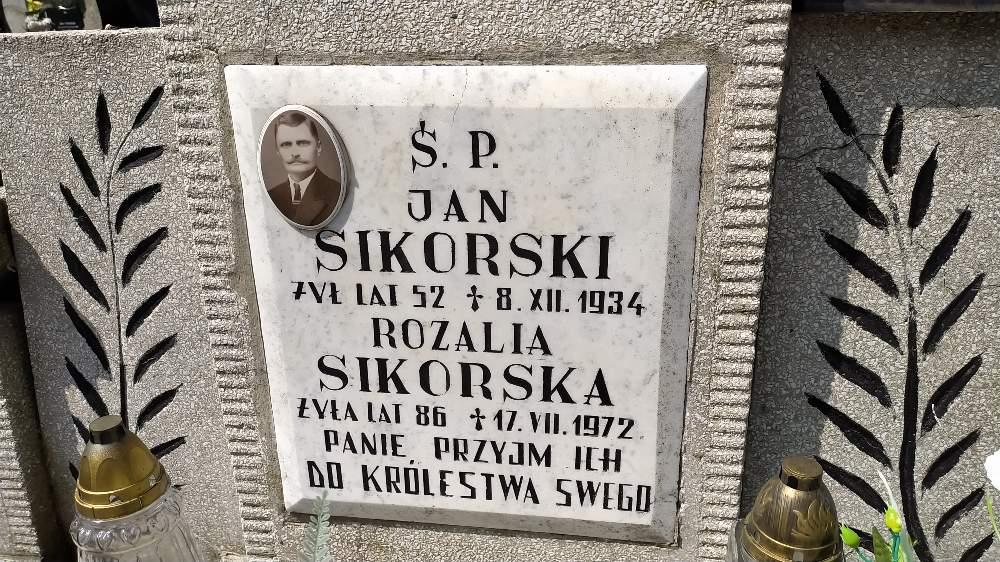 Ś. P.
JAN
SIKORSKI
ŻYŁ LAT 52 ✝ 8.XII.1934
ROZALIA
SIKORSKA
ŻYŁA LAT 86 ✝ 17.VII.1972
PANIE, PRZYJM ICH
DO KRÓLESTWA SWEGO